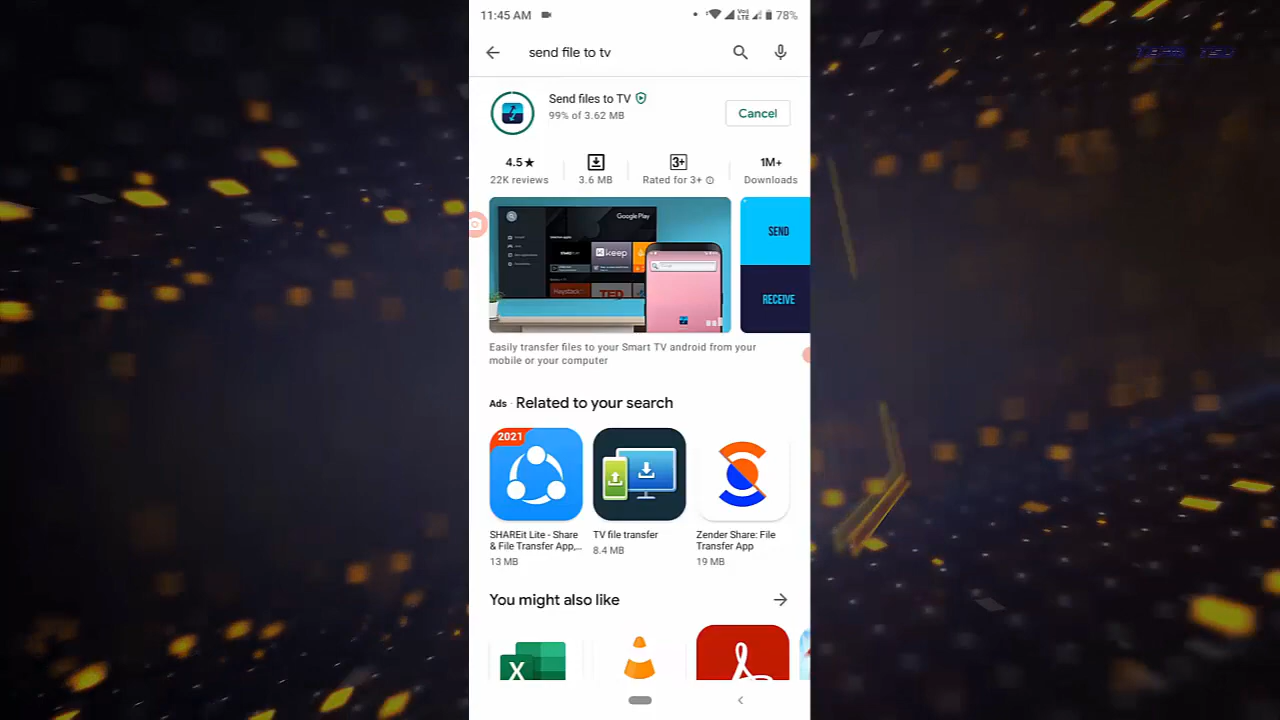 11:45 AM
78%
send file to tv
Send files to TV
99% of 3.62 MB
Cancel
4.5★
22K reviews
3.6 MB
3+
Rated for 3+
1M+
Downloads
Google Play
keep
TED
SEND
RECEIVE
Easily transfer files to your Smart TV android from your
mobile or your computer
Ads · Related to your search
2021
SHAREit Lite - Share
& File Transfer App,...
13 MB
TV file transfer
8.4 MB
Zender Share: File
Transfer App
19 MB
You might also like
X